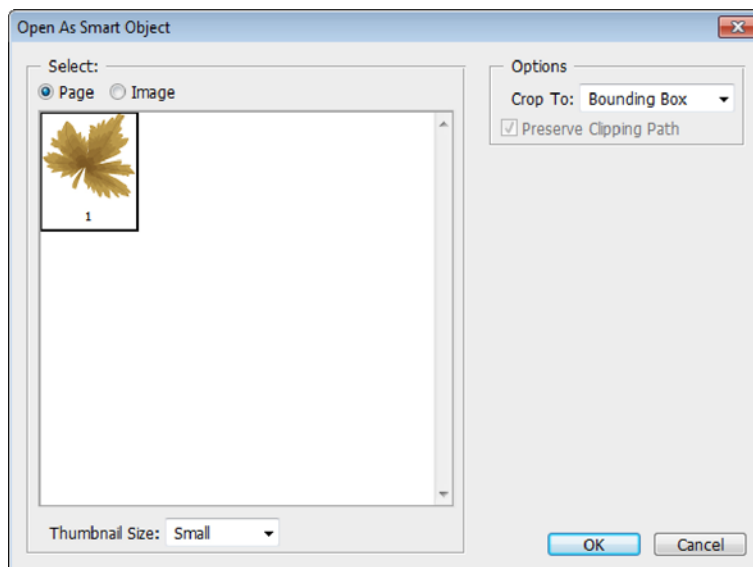 Open As Smart Object
Select:
Page Image
1
Thumbnail Size: Small
Options
Crop To: Bounding Box
Preserve Clipping Path
OK Cancel